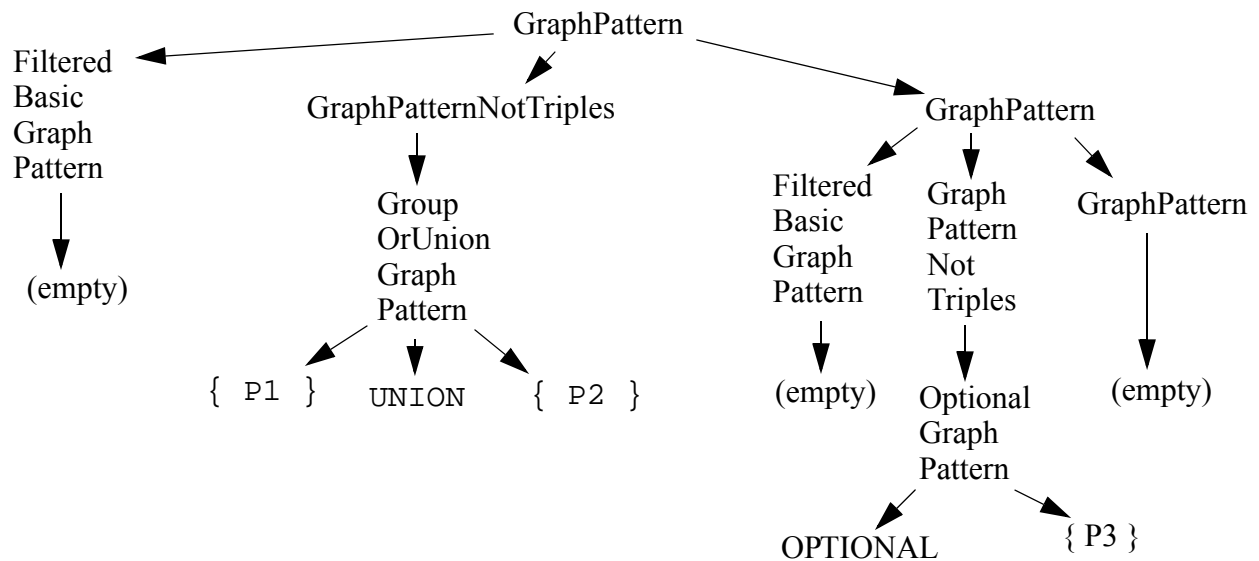 GraphPattern
Filtered
Basic
Graph
Pattern
(empty)
GraphPatternNotTriples
Group
OrUnion
Graph
Pattern
{ P1 }
UNION
{ P2 }
GraphPattern
Filtered
Basic
Graph
Pattern
(empty)
Graph
Pattern
Not
Triples
Optional
Graph
Pattern
OPTIONAL
{ P3 }
GraphPattern
(empty)